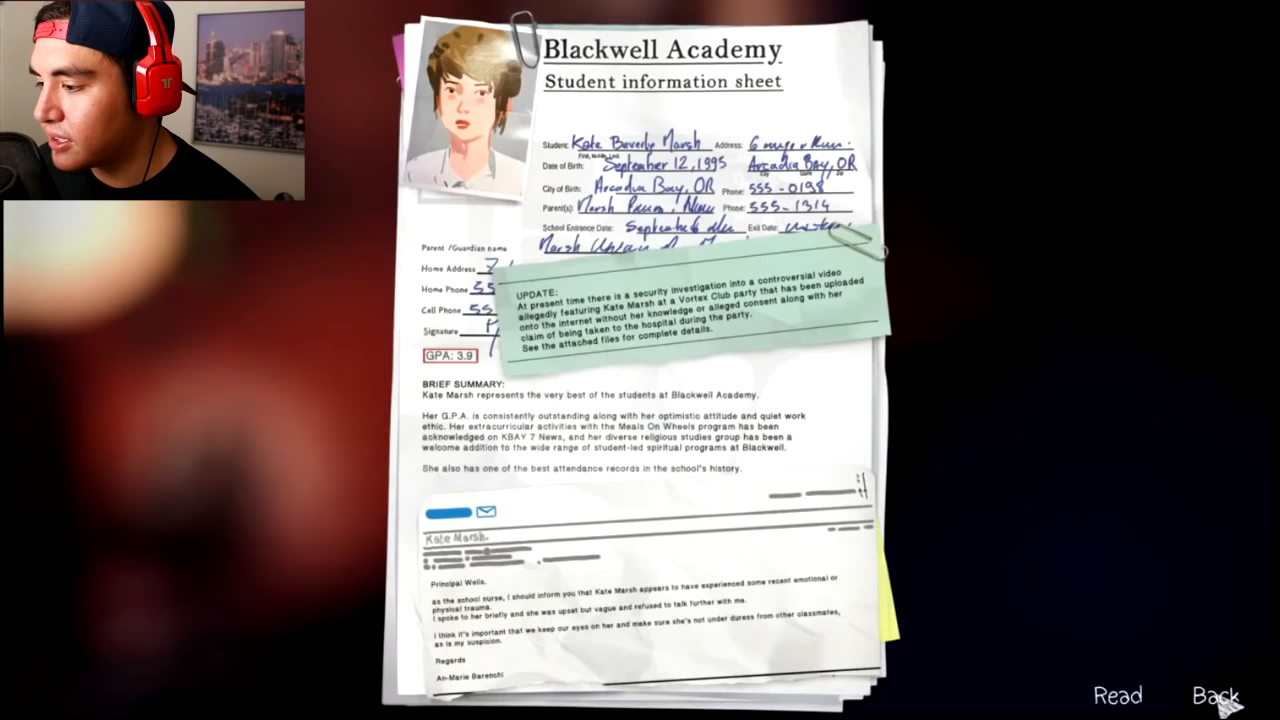 Blackwell Academy
Student information sheet
Student: Kate Beverly Marsh Address:
First, middle, Last
Date of Birth: September 12, 1995 Arcadia Bay, OR
City State Zip
City of Birth: Arcadia Bay, OR Phone: 555-0198
Parent(s): Marsh Phone: 555-1314
School Entrance Date: September Exit Date:
Parent /Guardian name Marsh
Home Address 7
Home Phone 55
Cell Phone 55
Signature
GPA: 3.9
UPDATE:
At present time there is a security investigation into a controversial video
allegedly featuring Kate Marsh at a Vortex Club party that has been uploaded
onto the internet without her knowledge or alleged consent along with her
claim of being taken to the hospital during the party.
See the attached files for complete details.
BRIEF SUMMARY:
Kate Marsh represents the very best of the students at Blackwell Academy.
Her G.P.A. is consistently outstanding along with her optimistic attitude and quiet work
ethic. Her extracurricular activities with the Meals On Wheels program has been
acknowledged on KBAY 7 News, and her diverse religious studies group has been a
welcome addition to the wide range of student-led spiritual programs at Blackwell.
She also has one of the best attendance records in the school's history.
Kate Marsh.
Principal Wells.
as the school nurse, I should inform you that Kate Marsh appears to have experienced some recent emotional or
physical trauma.
I spoke to her briefly and she was upset but vague and refused to talk further with me.
I think it's important that we keep our eyes on her and make sure she's not under duress from other classmates,
as is my suspicion.
Regards
An-Marie Barenchi
Read Back